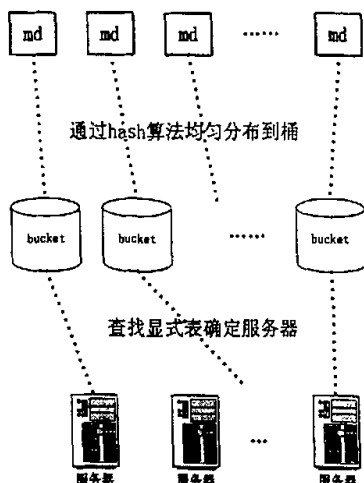 md md md ...... md
通过hash算法均匀分布到桶
bucket bucket ...... bucket
查找显式表确定服务器
...
服务器 服务器 服务器